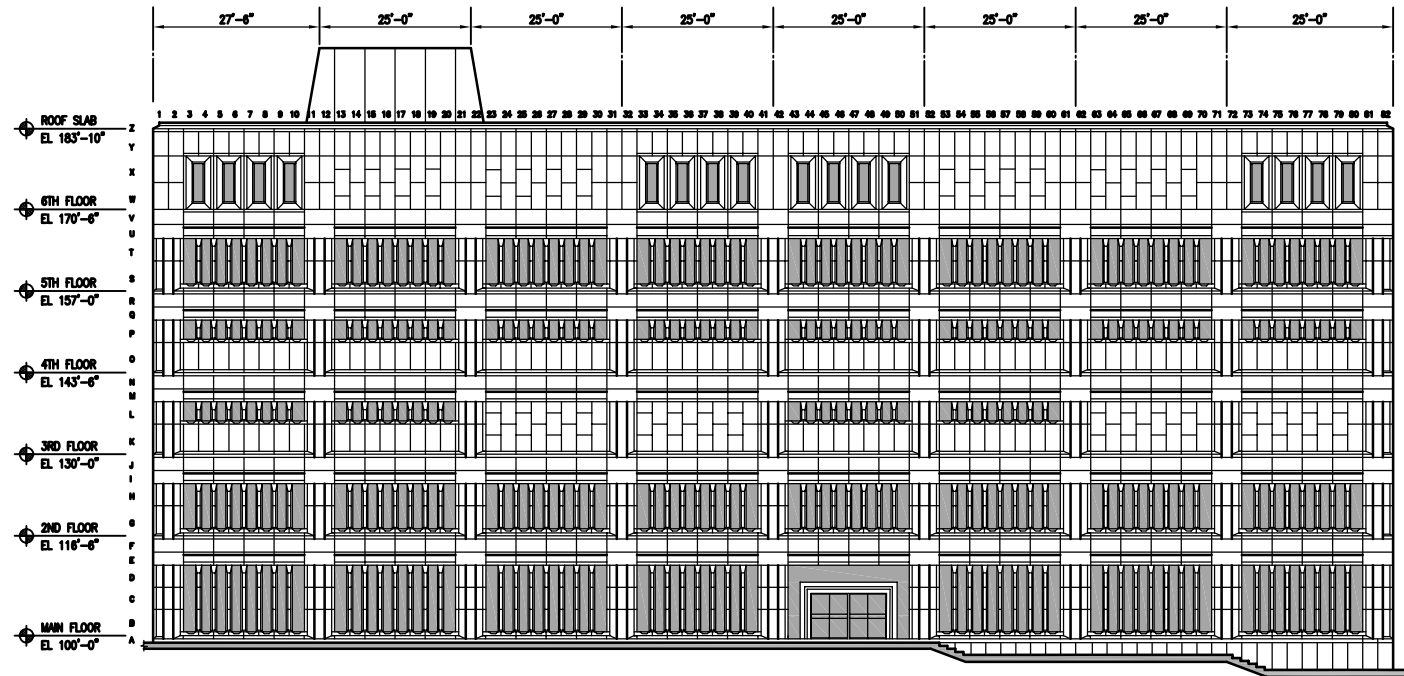 27'-6" 25'-0" 25'-0" 25'-0" 25'-0" 25'-0" 25'-0" 25'-0"
1 2 3 4 5 6 7 8 9 10 11 12 13 14 15 16 17 18 19 20 21 22 23 24 25 26 27 28 29 30 31 32 33 34 35 36 37 38 39 40 41 42 43 44 45 46 47 48 49 50 51 52 53 54 55 56 57 58 59 60 61 62 63 64 65 66 67 68 69 70 71 72 73 74 75 76 77 78 79 80 81 82
ROOF SLAB Z
EL 183'-10"
Y
X
6TH FLOOR W
EL 170'-6" V
U
T
5TH FLOOR S
EL 157'-0" R
Q
P
4TH FLOOR O
EL 143'-6" N
M
L
3RD FLOOR K
EL 130'-0" J
I
H
2ND FLOOR G
EL 116'-6" F
E
D
C
MAIN FLOOR B
EL 100'-0" A